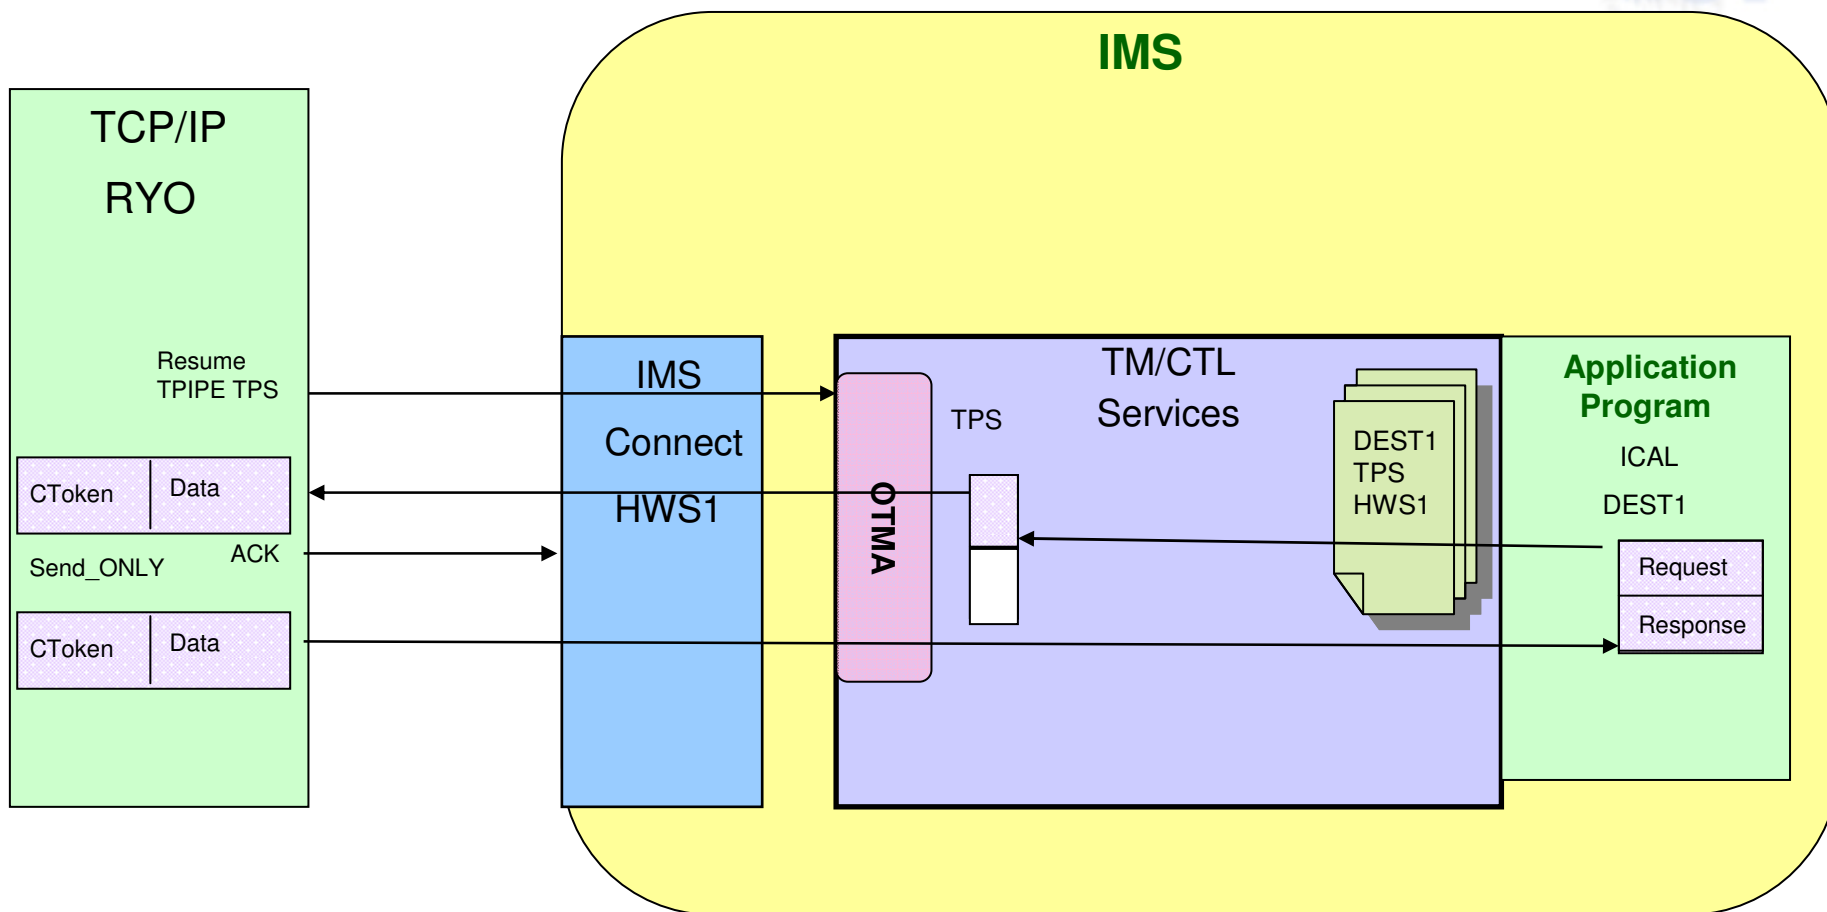 IMS
TCP/IP
RYO
Resume
TPIPE TPS
CToken
Data
Send_ONLY
ACK
CToken
Data
IMS
Connect
HWS1
OTMA
TPS
TM/CTL
Services
DEST1
TPS
HWS1
Application
Program
ICAL
DEST1
Request
Response